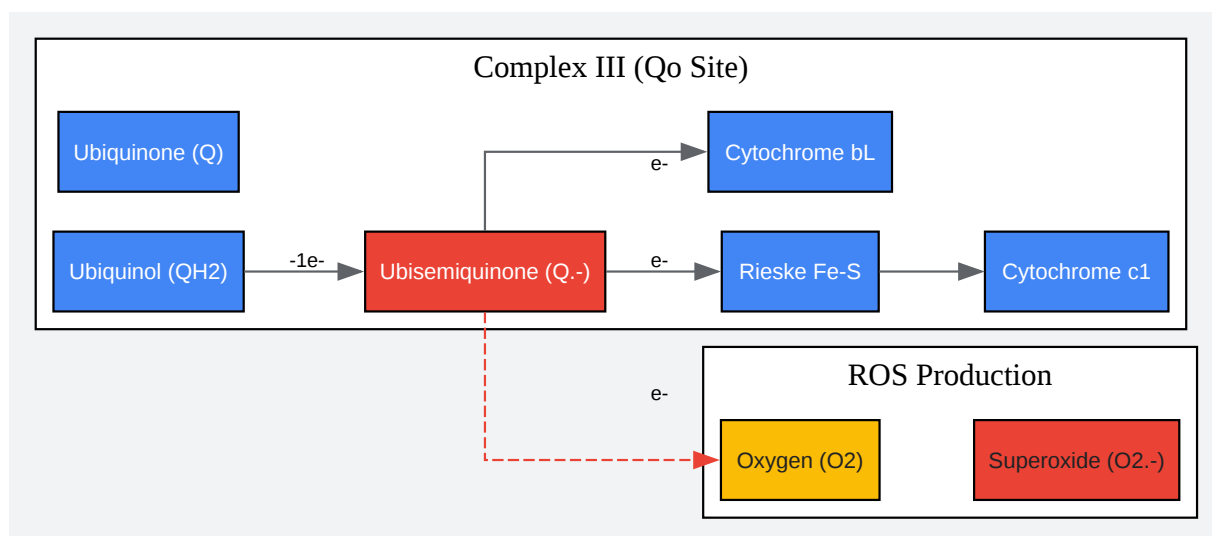 Complex III (Qo Site)
Ubiquinone (Q)
Cytochrome bL
e-
Ubiquinol (QH2)
-1e-
Ubisemiquinone (Q.-)
e-
Rieske Fe-S
Cytochrome c1
ROS Production
e-
Oxygen (O2)
Superoxide (O2.-)